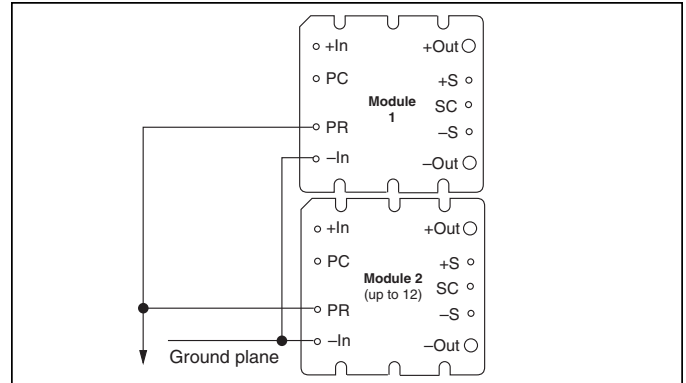 +In
+Out
PC
+S
Module
1
SC
PR
–S
–In
–Out
+In
+Out
PC
+S
Module 2
(up to 12)
SC
PR
–S
–In
–Out
Ground plane